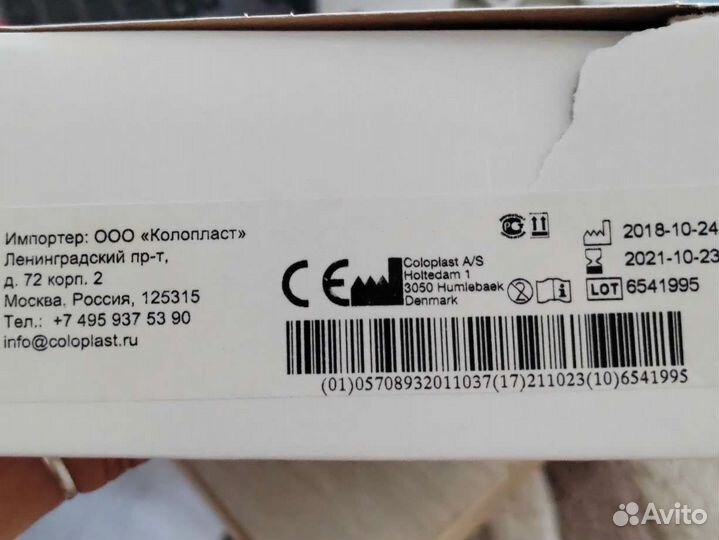 Импортер: ООО «Колопласт»
Ленинградский пр-т,
д. 72 корп. 2
Москва. Россия, 125315
Тел.: +7 495 937 53 90
info@coloplast.ru
CE
Coloplast A/S
Holtedam 1
3050 Humlebaek
Denmark
2018-10-24
2021-10-23
LOT 6541995
(01)05708932011037(17)211023(10)6541995
Avito